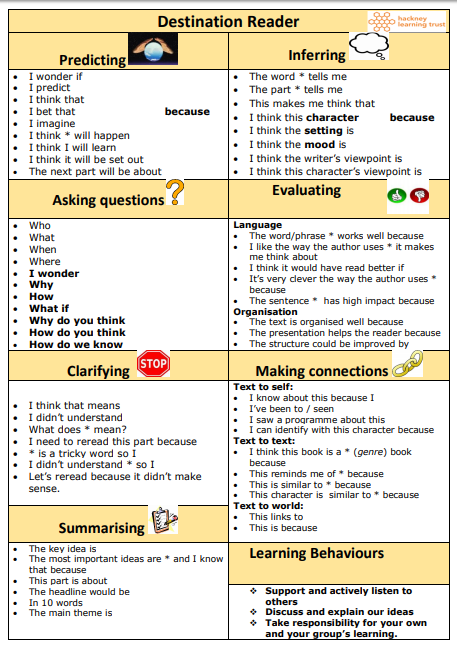 Destination Reader
hackney
learning trust
Predicting
• I wonder if
• I predict
• I think that
• I bet that because
• I imagine
• I think * will happen
• I think I will learn
• I think it will be set out
• The next part will be about
Inferring
• The word * tells me
• The part * tells me
• This makes me think that
• I think this character because
• I think the setting is
• I think the mood is
• I think the writer's viewpoint is
• I think this character's viewpoint is
Asking questions
• Who
• What
• When
• Where
• I wonder
• Why
• How
• What if
• Why do you think
• How do you think
• How do we know
Evaluating
Language
• The word/phrase * works well because
• I like the way the author uses * it makes
me think about
• I think it would have read better if
• It's very clever the way the author uses *
because
• The sentence * has high impact because
Organisation
• The text is organised well because
• The presentation helps the reader because
• The structure could be improved by
Clarifying
STOP
• I think that means
• I didn't understand
• What does * mean?
• I need to reread this part because
• * is a tricky word so I
• I didn't understand * so I
• Let's reread because it didn't make
sense.
Making connections
Text to self:
• I know about this because I
• I've been to / seen
• I saw a programme about this
• I can identify with this character because
Text to text:
• I think this book is a * (genre) book
because
• This reminds me of * because
• This is similar to * because
• This character is similar to * because
Text to world:
• This links to
• This is because
Summarising
• The key idea is
• The most important ideas are * and I know
that because
• This part is about
• The headline would be
• In 10 words
• The main theme is
Learning Behaviours
❖ Support and actively listen to
others
❖ Discuss and explain our ideas
❖ Take responsibility for your own
and your group's learning.